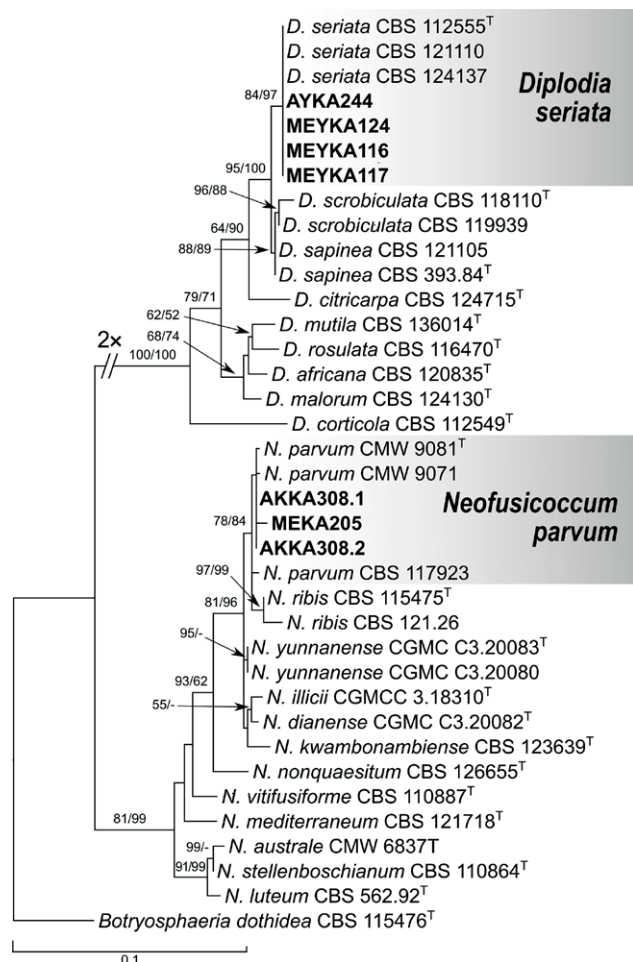 D. seriata CBS 112555T
D. seriata CBS 121110
D. seriata CBS 124137
84/97
AYKA244
MEYKA124
MEYKA116
MEYKA117
Diplodia
seriata
95/100
96/88
D. scrobiculata CBS 118110T
D. scrobiculata CBS 119939
64/90
88/89
D. sapinea CBS 121105
D. sapinea CBS 393.84T
79/71
D. citricarpa CBS 124715T
62/52
D. mutila CBS 136014T
68/74
D. rosulata CBS 116470T
2×
100/100
D. africana CBS 120835T
D. malorum CBS 124130T
D. corticola CBS 112549T
N. parvum CMW 9081T
N. parvum CMW 9071
AKKA308.1
78/84
MEKA205
AKKA308.2
Neofusicoccum
parvum
97/99
N. parvum CBS 117923
81/96
N. ribis CBS 115475T
N. ribis CBS 121.26
95/-
N. yunnanense CGMC C3.20083T
N. yunnanense CGMC C3.20080
93/62
55/-
N. illicii CGMCC 3.18310T
N. dianense CGMC C3.20082T
N. kwambonambiense CBS 123639T
N. nonquaesitum CBS 126655T
N. vitifusiforme CBS 110887T
81/99
N. mediterraneum CBS 121718T
99/-
N. australe CMW 6837T
91/99
N. stellenboschianum CBS 110864T
N. luteum CBS 562.92T
Botryosphaeria dothidea CBS 115476T
0.1